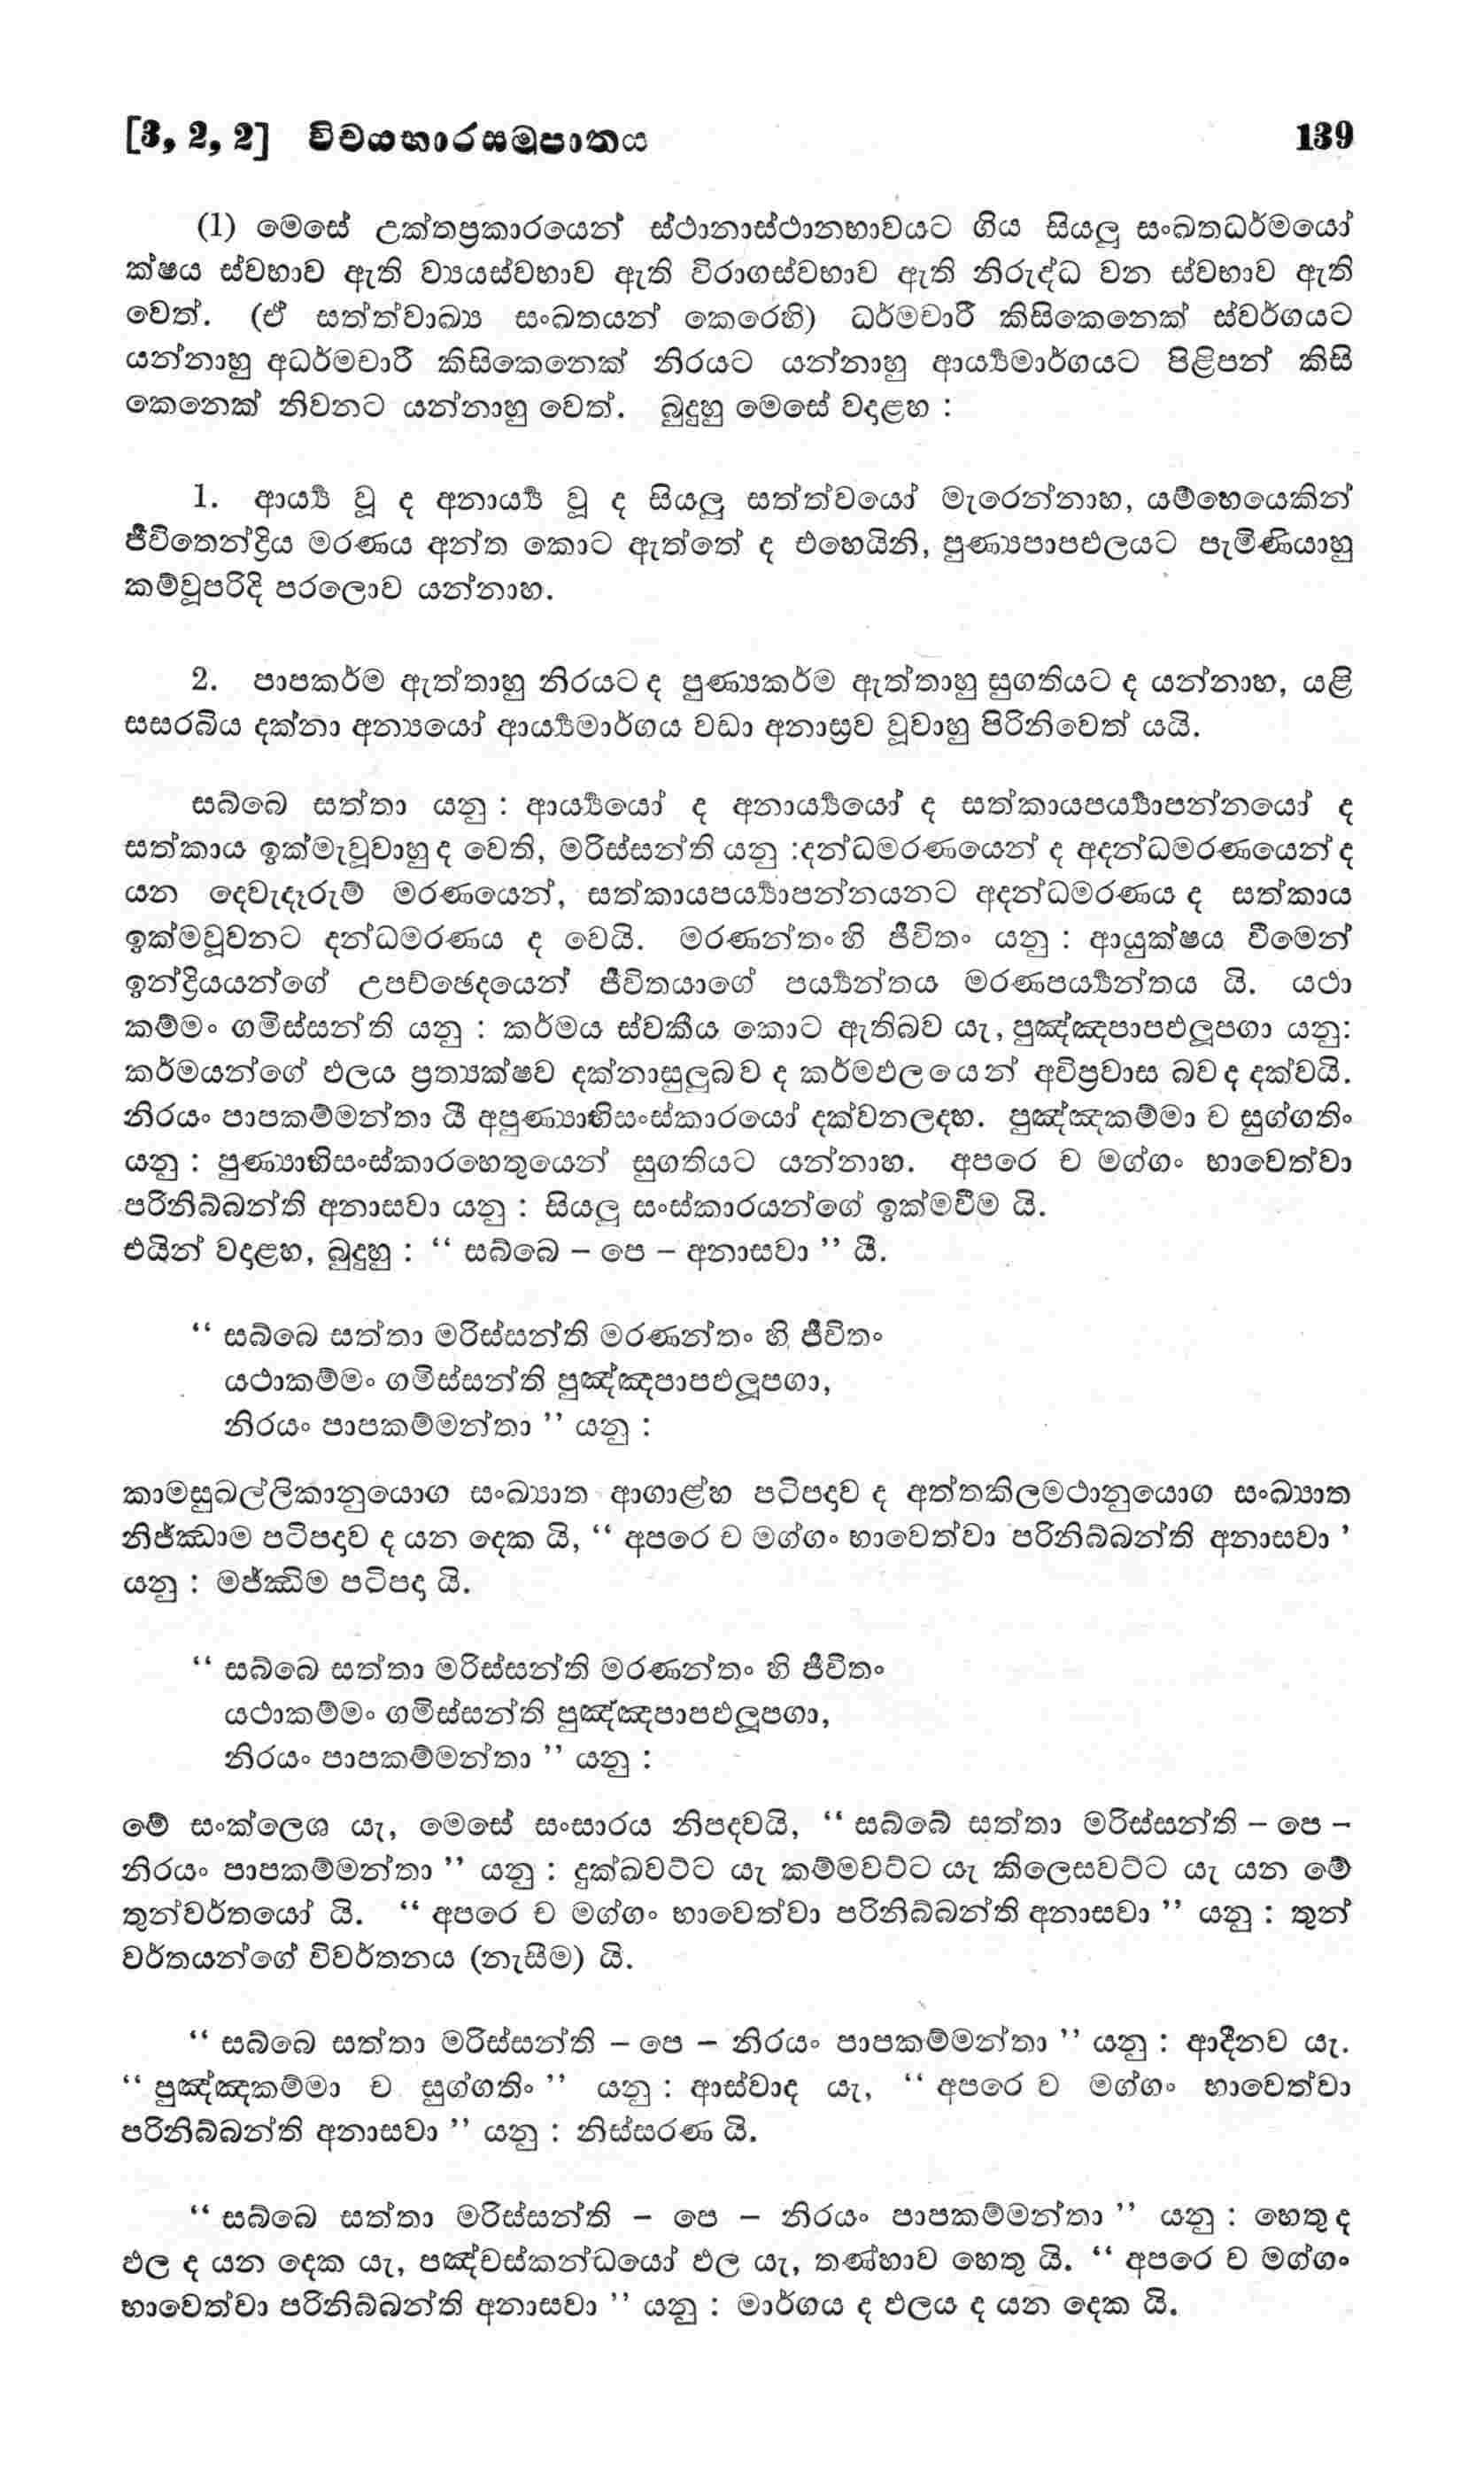 [3, 2, 2] විචයහාරසම්පාතය 139
(1) මෙසේ උක්තප්‍රකාරයෙන් ස්ථානාස්ථානභාවයට ගිය සියලු සංඛතධර්මයෝ
ක්ෂය ස්වභාව ඇති ව්‍යයස්වභාව ඇති විරාගස්වභාව ඇති නිරුද්ධ වන ස්වභාව ඇති
වෙත්. (ඒ සත්ත්වාඛ්‍ය සංඛතයන් කෙරෙහි) ධර්මචාරී කිසිකෙනෙක් ස්වර්ගයට
යන්නාහු අධර්මචාරී කිසිකෙනෙක් නිරයට යන්නාහු ආර්‍ය්‍යමාර්ගයට පිළිපන් කිසි
කෙනෙක් නිවනට යන්නාහු වෙත්. බුදුහු මෙසේ වදාළහ :
1. ආර්‍ය්‍ය වූ ද අනාර්‍ය්‍ය වූ ද සියලු සත්ත්වයෝ මැරෙන්නාහ, යම්හෙයෙකින්
ජීවිතෙන්ද්‍රිය මරණය අන්ත කොට ඇත්තේ ද එහෙයිනි, පුණ්‍යපාපඵලයට පැමිණියාහු
කම්වූපරිදි පරලොව යන්නාහ.
2. පාපකර්ම ඇත්තාහු නිරයට ද පුණ්‍යකර්ම ඇත්තාහු සුගතියට ද යන්නාහ, යළි
සසරබිය දක්නා අන්‍යයෝ ආර්‍ය්‍යමාර්ගය වඩා අනාස්‍රව වූවාහු පිරිනිවෙත් යයි.
සබ්බෙ සත්තා යනු : ආර්‍ය්‍යයෝ ද අනාර්‍ය්‍යයෝ ද සත්කායපර්‍ය්‍යාපන්නයෝ ද
සත්කාය ඉක්මැවූවාහු ද වෙති, මරිස්සන්ති යනු :දන්ධමරණයෙන් ද අදන්ධමරණයෙන් ද
යන දෙවැදෑරුම් මරණයෙන්, සත්කායපර්‍ය්‍යාපන්නයනට අදන්ධමරණය ද සත්කාය
ඉක්මවූවනට දන්ධමරණය ද වෙයි. මරණන්තං හි ජීවිතං යනු : ආයුක්ෂය වීමෙන්
ඉන්ද්‍රියයන්ගේ උපච්ඡෙදයෙන් ජීවිතයාගේ පර්‍ය්‍යන්තය මරණපර්‍ය්‍යන්තය යි. යථා
කම්මං ගමිස්සන්ති යනු : කර්මය ස්වකීය කොට ඇතිබව යැ, පුඤ්ඤපාපඵලූපගා යනු:
කර්මයන්ගේ ඵලය ප්‍රත්‍යක්ෂව දක්නාසුලුබව ද කර්මඵලයෙන් අවිප්‍රවාස බව ද දක්වයි.
නිරයං පාපකම්මන්තා යී අපුණ්‍යාභිසංස්කාරයෝ දක්වනලදහ. පුඤ්ඤකම්මා ච සුග්ගතිං
යනු : පුණ්‍යාභිසංස්කාරහෙතුයෙන් සුගතියට යන්නාහ. අපරෙ ච මග්ගං භාවෙත්වා
පරිනිබ්බන්ති අනාසවා යනු : සියලු සංස්කාරයන්ගේ ඉක්මවීම යි.
එයින් වදාළහ, බුදුහු : “ සබ්බෙ – පෙ – අනාසවා ” යී.
“ සබ්බෙ සත්තා මරිස්සන්ති මරණන්තං හි ජීවිතං
යථාකම්මං ගමිස්සන්ති පුඤ්ඤපාපඵලූපගා,
නිරයං පාපකම්මන්තා ” යනු :
කාමසුඛල්ලිකානුයොග සංඛ්‍යාත ආගාළ්හ පටිපදාව ද අත්තකිලමථානුයොග සංඛ්‍යාත
නිජ්ඣාම පටිපදාව ද යන දෙක යි, “ අපරෙ ච මග්ගං භාවෙත්වා පරිනිබ්බන්ති අනාසවා ’
යනු : මජ්ඣිම පටිපදා යි.
“ සබ්බෙ සත්තා මරිස්සන්ති මරණන්තං හි ජීවිතං
යථාකම්මං ගමිස්සන්ති පුඤ්ඤපාපඵලූපගා,
නිරයං පාපකම්මන්තා ” යනු :
මේ සංක්ලෙශ යැ, මෙසේ සංසාරය නිපදවයි, “ සබ්බේ සත්තා මරිස්සන්ති – පෙ –
නිරයං පාපකම්මන්තා ” යනු : දුක්ඛවට්ට යැ කම්මවට්ට යැ කිලෙසවට්ට යැ යන මේ
තුන්වර්තයෝ යි. “ අපරෙ ච මග්ගං භාවෙත්වා පරිනිබ්බන්ති අනාසවා ” යනු : තුන්
වර්තයන්ගේ විවර්තනය (නැසීම) යි.
“ සබ්බෙ සත්තා මරිස්සන්ති – පෙ – නිරයං පාපකම්මන්තා ” යනු : ආදීනව යැ.
“ පුඤ්ඤකම්මා ච සුග්ගතිං ” යනු : ආස්වාද යැ, “ අපරෙ ච මග්ගං භාවෙත්වා
පරිනිබ්බන්ති අනාසවා ” යනු : නිස්සරණ යි.
“ සබ්බෙ සත්තා මරිස්සන්ති – පෙ – නිරයං පාපකම්මන්තා ” යනු : හෙතු ද
ඵල ද යන දෙක යැ, පඤ්චස්කන්ධයෝ ඵල යැ, තණ්හාව හෙතු යි. “ අපරෙ ච මග්ගං
භාවෙත්වා පරිනිබ්බන්ති අනාසවා ” යනු : මාර්ගය ද ඵලය ද යන දෙක යි.